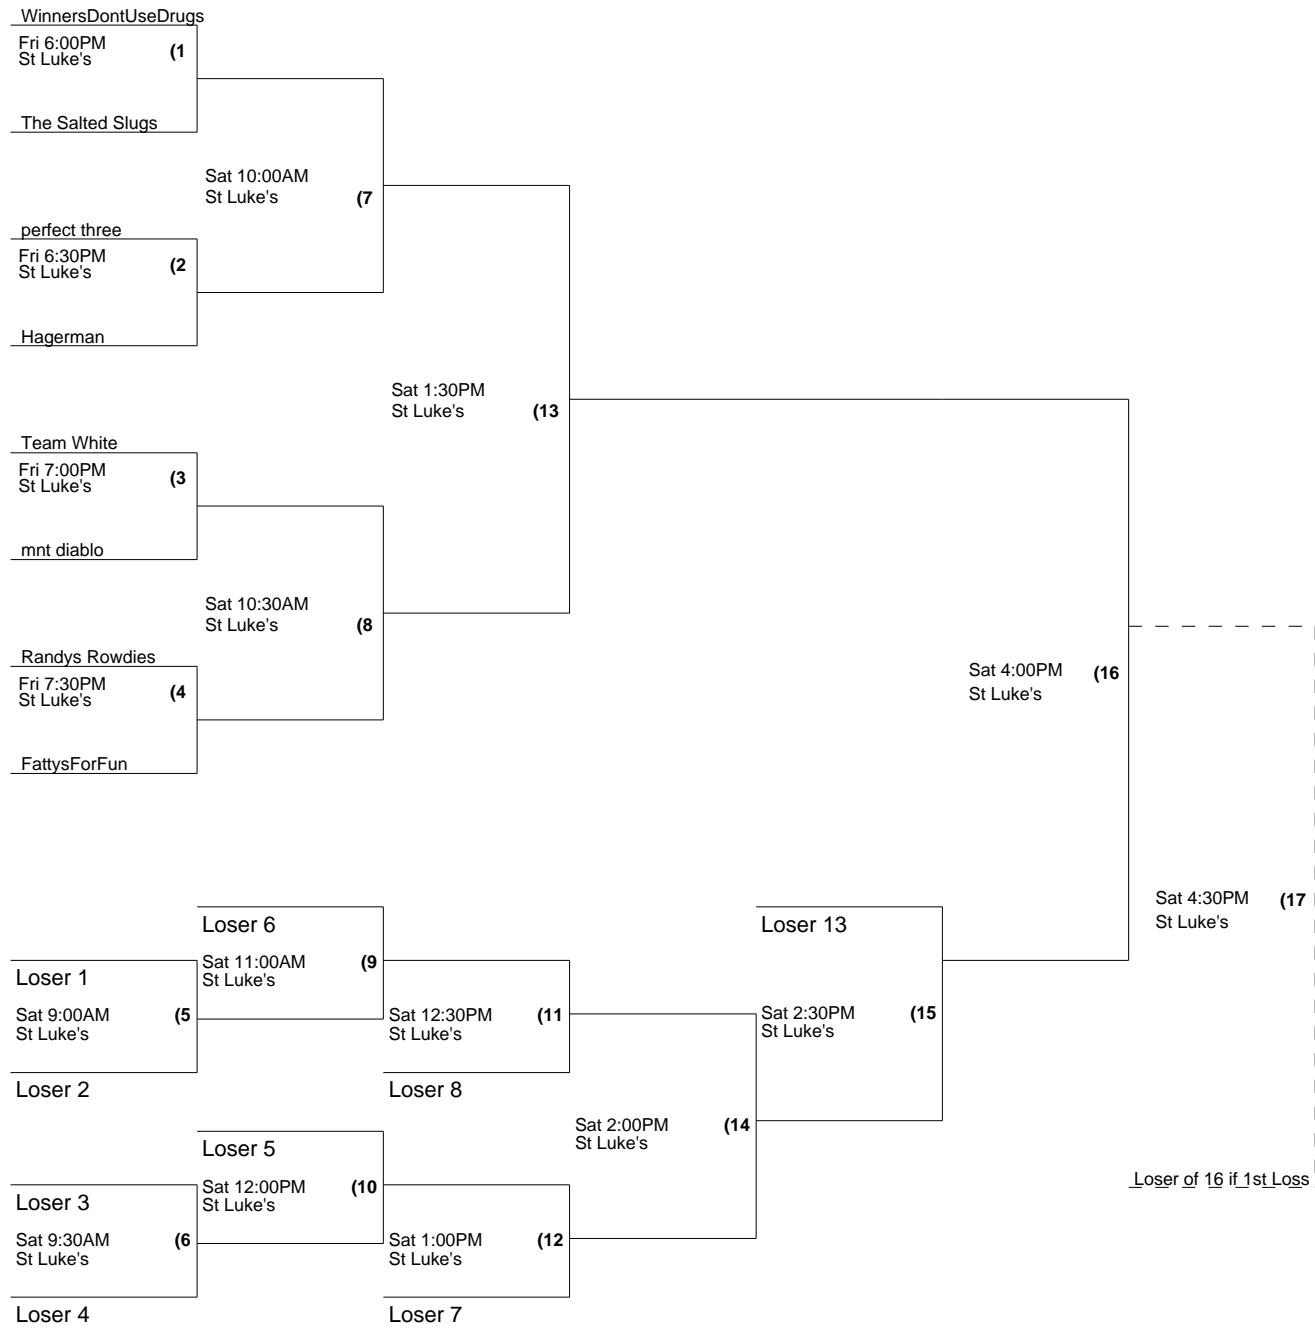 WinnersDontUseDrugs
Fri 6:00PM
St Luke's
(1
The Salted Slugs
Sat 10:00AM
St Luke's
(7
perfect three
Fri 6:30PM
St Luke's
(2
Hagerman
Sat 1:30PM
St Luke's
(13
Team White
Fri 7:00PM
St Luke's
(3
mnt diablo
Sat 10:30AM
St Luke's
(8
Randys Rowdies
Fri 7:30PM
St Luke's
(4
FattysForFun
Sat 4:00PM
St Luke's
(16
Sat 4:30PM
St Luke's
(17
Loser 6
Sat 11:00AM
St Luke's
(9
Loser 13
Loser 1
Sat 9:00AM
St Luke's
(5
Loser 2
Sat 12:30PM
St Luke's
(11
Loser 8
Sat 2:30PM
St Luke's
(15
Sat 2:00PM
St Luke's
(14
Loser 5
Sat 12:00PM
St Luke's
(10
Loser 3
Sat 9:30AM
St Luke's
(6
Loser 4
Sat 1:00PM
St Luke's
(12
Loser 7
Loser of 16 if 1st Loss